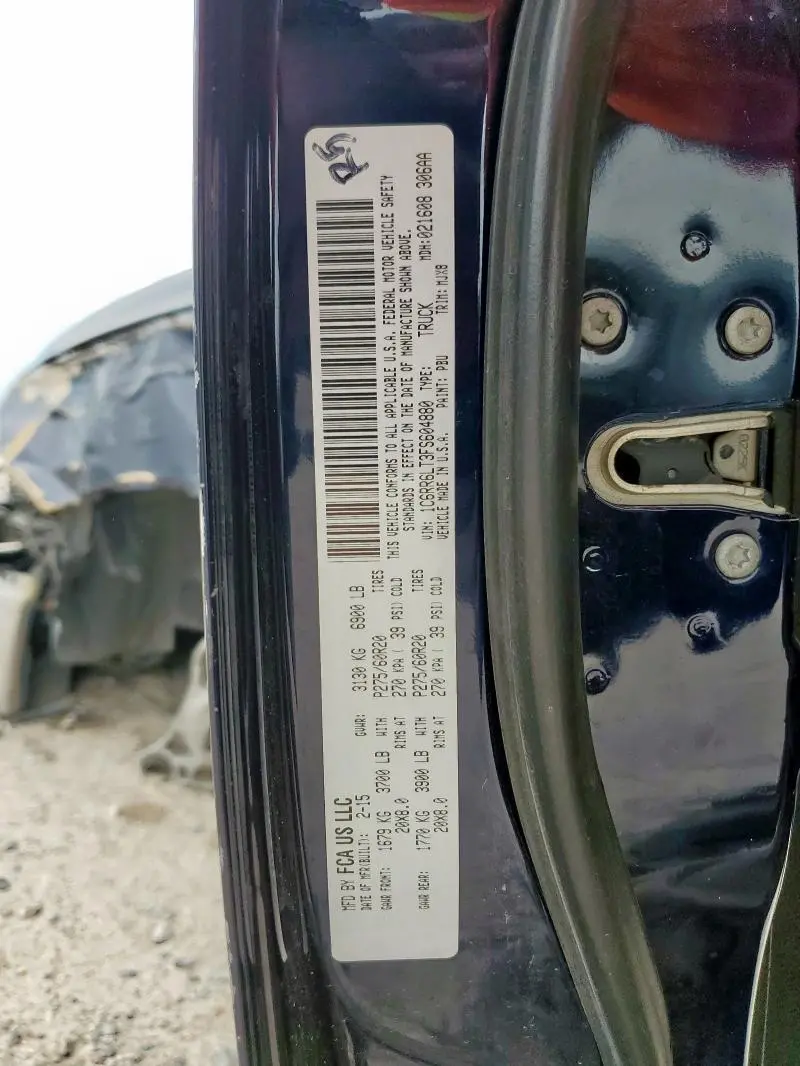 MFD BY FCA US LLC
DATE OF MFR(BUILT): 2-15 GVWR: 3130 KG 6900 LB
GAWR FRONT: 1679 KG 3700 LB WITH P275/60R20 TIRES
20X8.0 RIMS AT 270 KPA ( 39 PSI) COLD
GAWR REAR: 1770 KG 3900 LB WITH P275/60R20 TIRES
20X8.0 RIMS AT 270 KPA ( 39 PSI) COLD
R5
THIS VEHICLE CONFORMS TO ALL APPLICABLE U.S.A. FEDERAL MOTOR VEHICLE SAFETY
STANDARDS IN EFFECT ON THE DATE OF MANUFACTURE SHOWN ABOVE.
VIN: 1C6RR6LT3FS604880 TYPE: TRUCK MDH:021608 306AA
VEHICLE MADE IN U.S.A. PAINT: PBU TRIM: MJX8